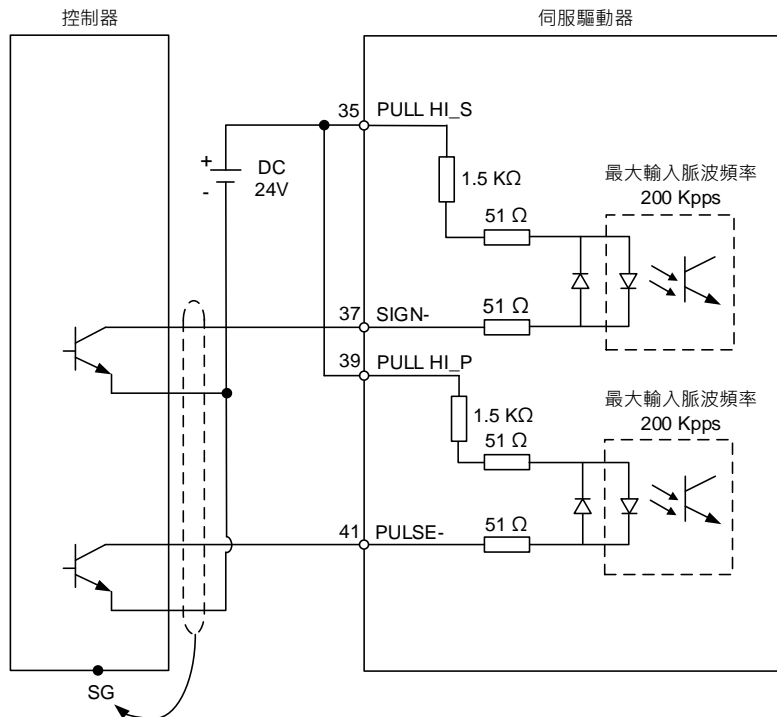 控制器
伺服驅動器
35
PULL HI_S
+
-
DC
24V
1.5 KΩ
51 Ω
最大輸入脈波頻率
200 Kpps
51 Ω
37
SIGN-
39
PULL HI_P
1.5 KΩ
51 Ω
最大輸入脈波頻率
200 Kpps
51 Ω
41
PULSE-
SG